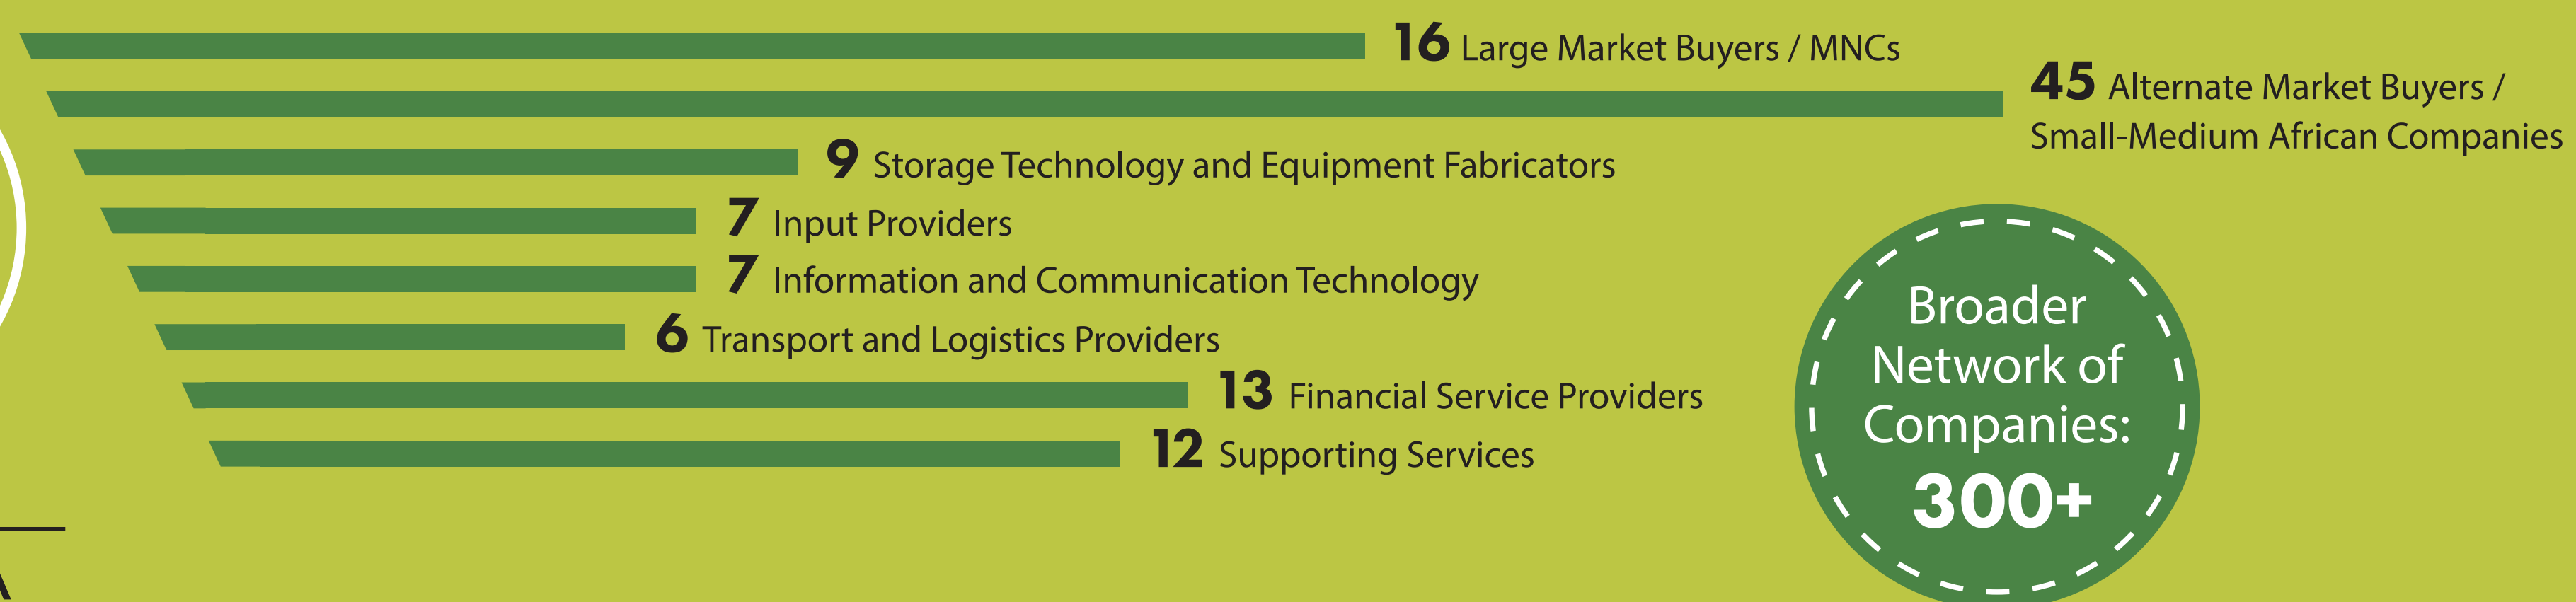 16 Large Market Buyers / MNCs
45 Alternate Market Buyers /
Small-Medium African Companies
9 Storage Technology and Equipment Fabricators
7 Input Providers
7 Information and Communication Technology
6 Transport and Logistics Providers
13 Financial Service Providers
12 Supporting Services
Broader
Network of
Companies:
300+